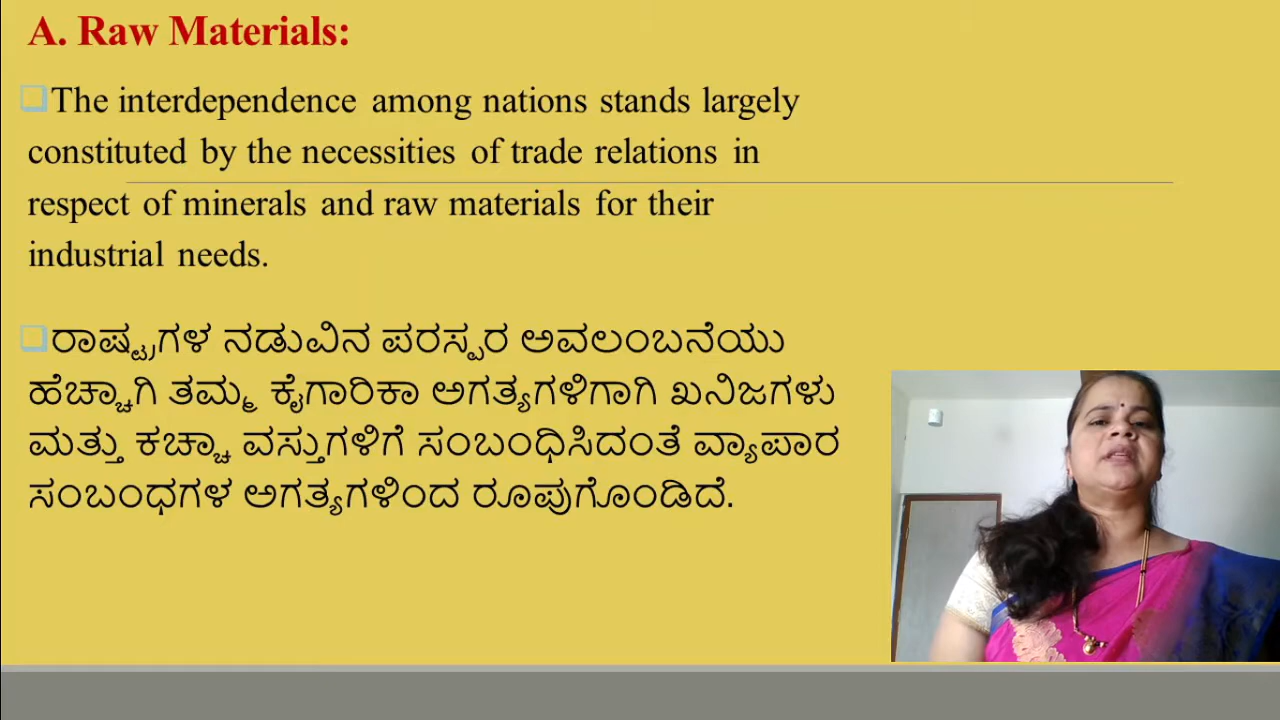 A. Raw Materials:
The interdependence among nations stands largely
constituted by the necessities of trade relations in
respect of minerals and raw materials for their
industrial needs.
ರಾಷ್ಟ್ರಗಳ ನಡುವಿನ ಪರಸ್ಪರ ಅವಲಂಬನೆಯು
ಹೆಚ್ಚಾಗಿ ತಮ್ಮ ಕೈಗಾರಿಕಾ ಅಗತ್ಯಗಳಿಗಾಗಿ ಖನಿಜಗಳು
ಮತ್ತು ಕಚ್ಚಾ ವಸ್ತುಗಳಿಗೆ ಸಂಬಂಧಿಸಿದಂತೆ ವ್ಯಾಪಾರ
ಸಂಬಂಧಗಳ ಅಗತ್ಯಗಳಿಂದ ರೂಪುಗೊಂಡಿದೆ.